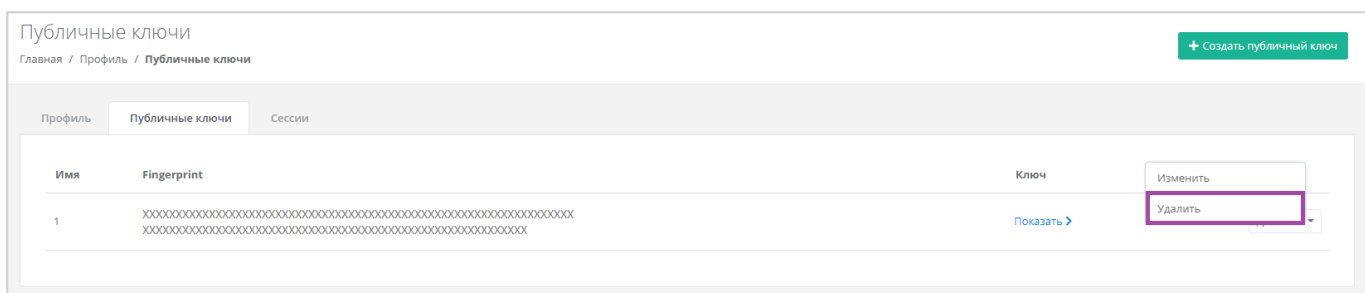 Публичные ключи
+ Создать публичный ключ
Главная / Профиль / Публичные ключи
Профиль Публичные ключи Сессии
Имя Fingerprint Ключ
Изменить
Удалить
1 XXXXXXXXXXXXXXXXXXXXXXXXXXXXXXXXXXXXXXXXXXXXXXXXXXXXXXXXXXXXXXXXX Показать
XXXXXXXXXXXXXXXXXXXXXXXXXXXXXXXXXXXXXXXXXXXXXXXXXXXXXXXXXX